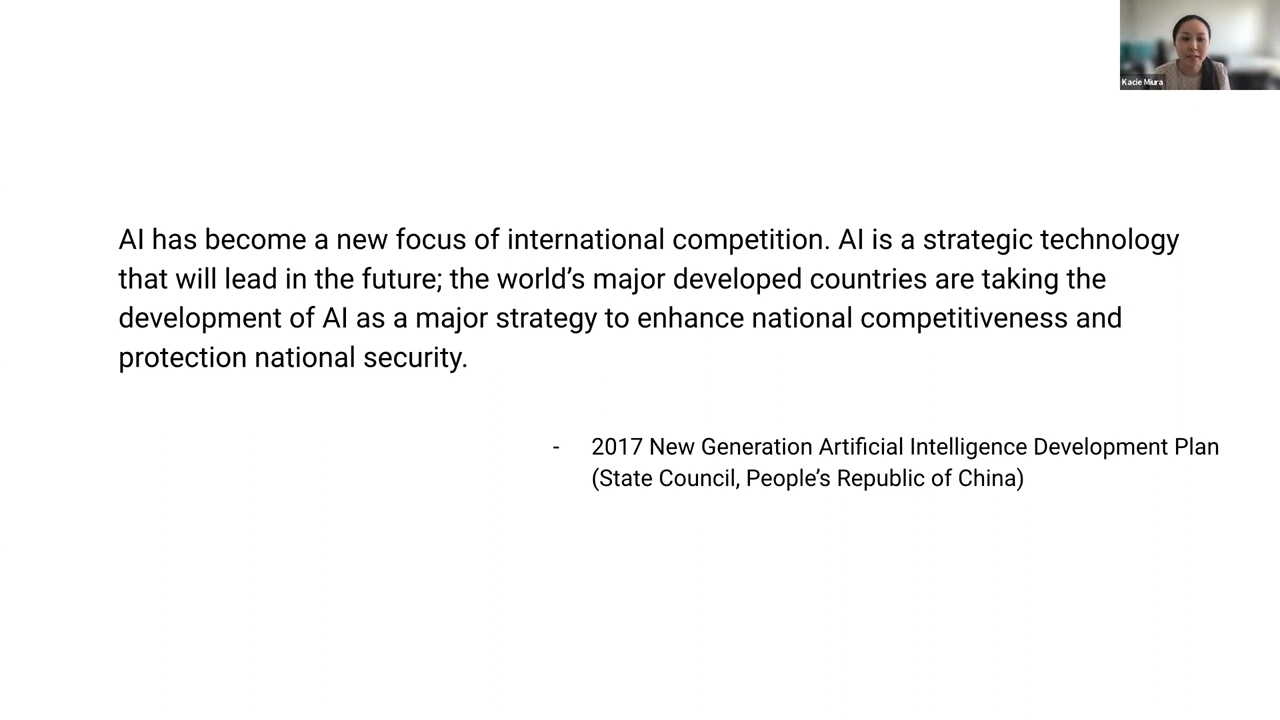 Kacie Miura
AI has become a new focus of international competition. AI is a strategic technology
that will lead in the future; the world’s major developed countries are taking the
development of AI as a major strategy to enhance national competitiveness and
protection national security.
- 2017 New Generation Artificial Intelligence Development Plan
(State Council, People’s Republic of China)